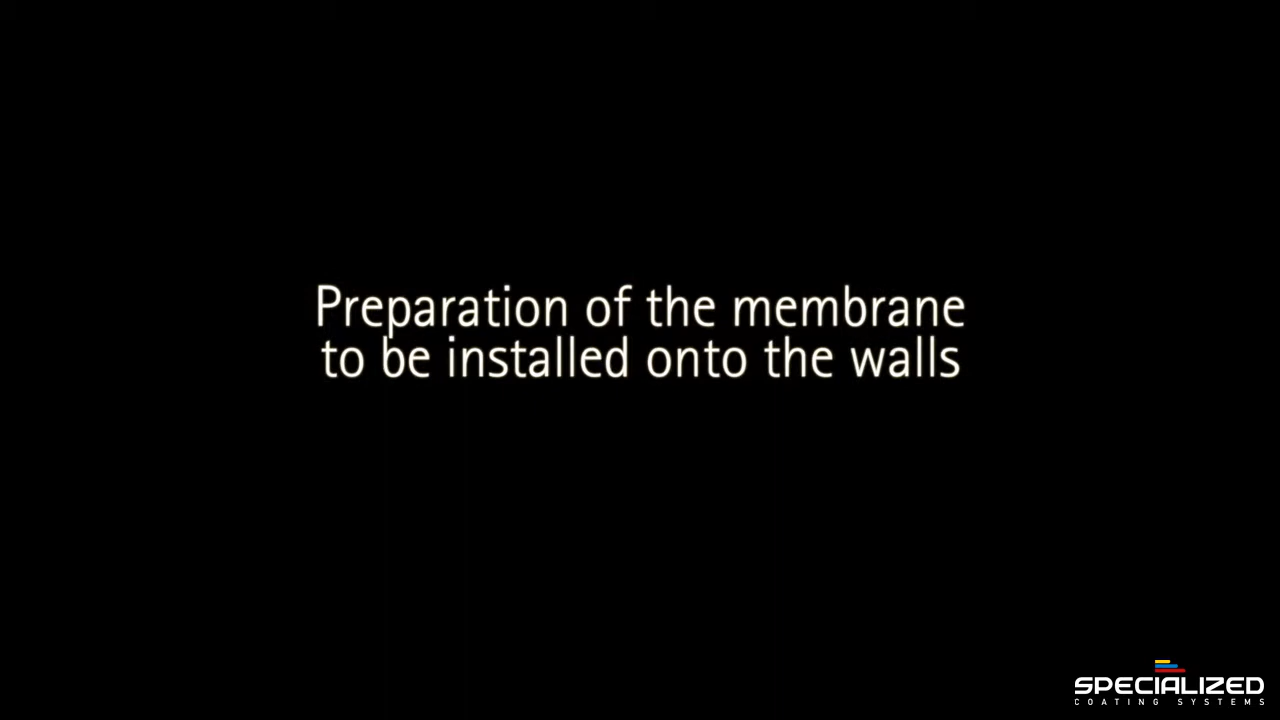 Preparation of the membrane
to be installed onto the walls
SPECIALIZED
COATING SYSTEMS